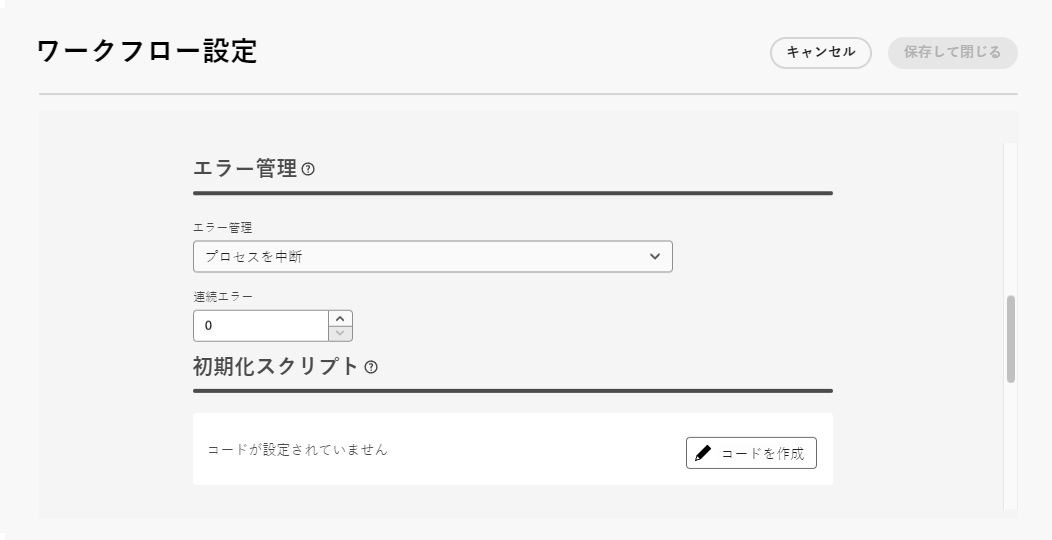 ワークフロー設定
キャンセル
保存して閉じる
エラー管理
エラー管理
プロセスを中断
連続エラー
0
初期化スクリプト
コードが設定されていません
コードを作成